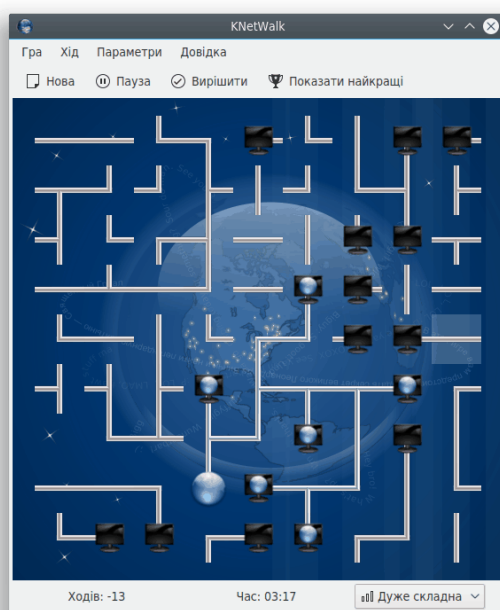 KNetWalk
Гра Хід Параметри Довідка
Нова Пауза Вирішити Показати найкращі
Ходів: -13 Час: 03:17 Дуже складна